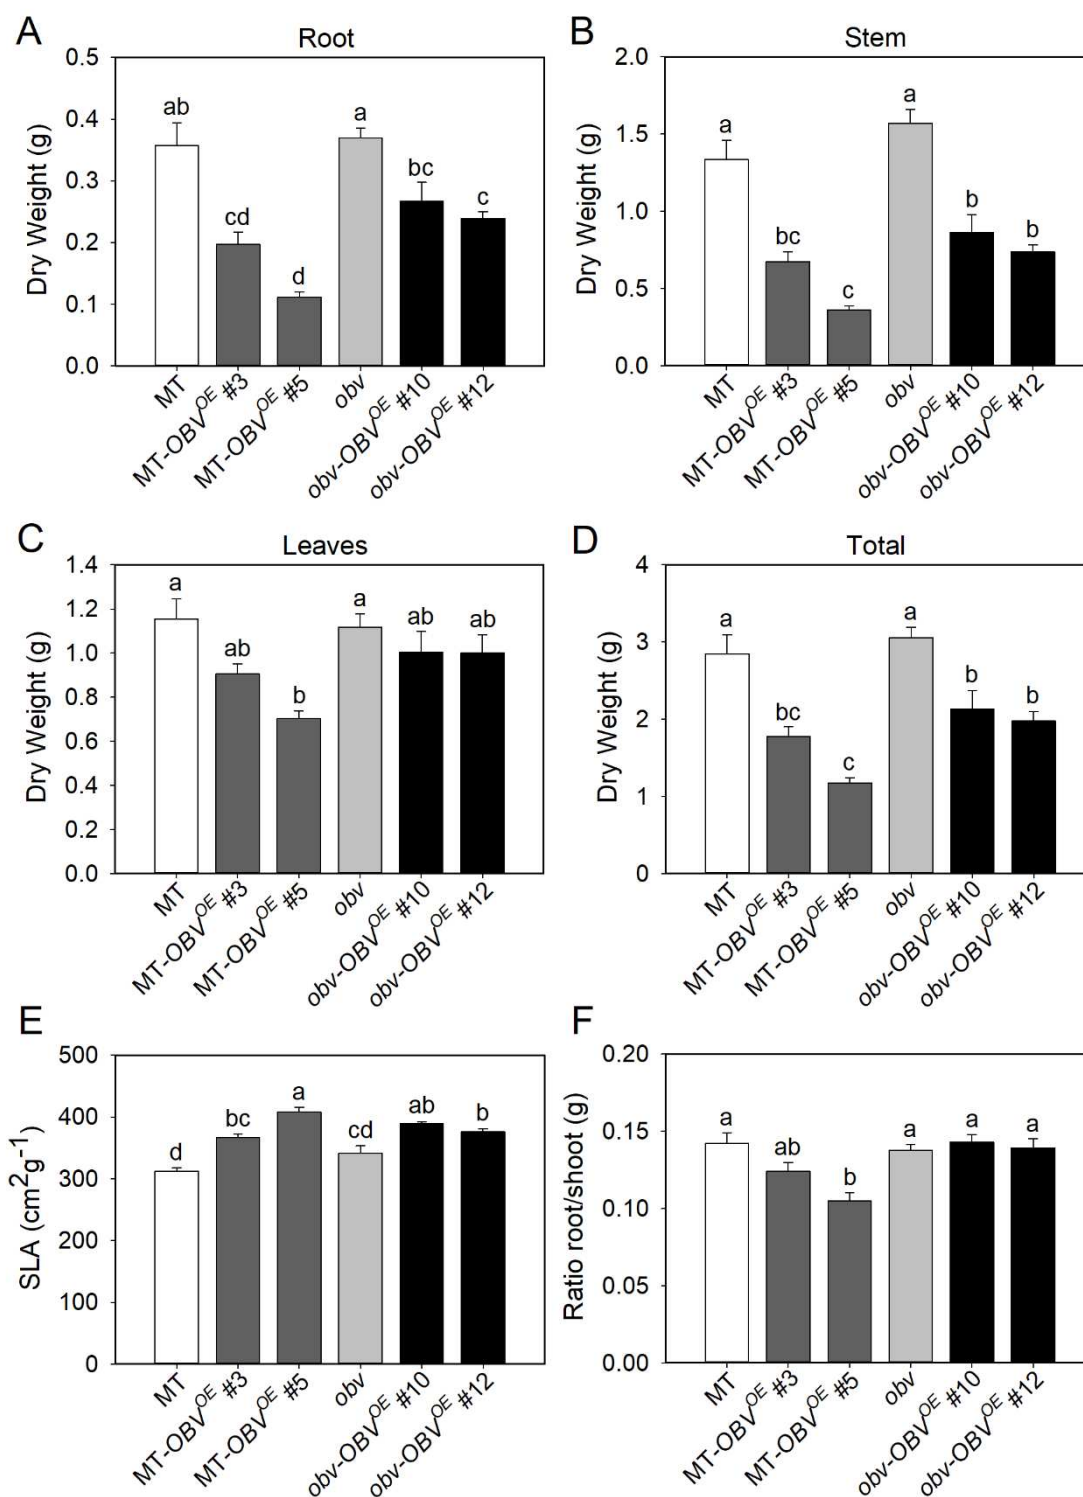 A
Root
Dry Weight (g)
0.5
0.4
0.3
0.2
0.1
0.0
ab
cd
d
a
bc
c
MT
MT-OBV^OE #3
MT-OBV^OE #5
obv
obv-OBV^OE #10
obv-OBV^OE #12
B
Stem
Dry Weight (g)
2.0
1.5
1.0
0.5
0.0
a
bc
c
a
b
b
MT
MT-OBV^OE #3
MT-OBV^OE #5
obv
obv-OBV^OE #10
obv-OBV^OE #12
C
Leaves
Dry Weight (g)
1.4
1.2
1.0
0.8
0.6
0.4
0.2
0.0
a
ab
b
a
ab
ab
MT
MT-OBV^OE #3
MT-OBV^OE #5
obv
obv-OBV^OE #10
obv-OBV^OE #12
D
Total
Dry Weight (g)
4
3
2
1
0
a
bc
c
a
b
b
MT
MT-OBV^OE #3
MT-OBV^OE #5
obv
obv-OBV^OE #10
obv-OBV^OE #12
E
SLA (cm²g⁻¹)
500
400
300
200
100
0
d
bc
a
cd
ab
b
MT
MT-OBV^OE #3
MT-OBV^OE #5
obv
obv-OBV^OE #10
obv-OBV^OE #12
F
Ratio root/shoot (g)
0.20
0.15
0.10
0.05
0.00
a
ab
b
a
a
a
MT
MT-OBV^OE #3
MT-OBV^OE #5
obv
obv-OBV^OE #10
obv-OBV^OE #12